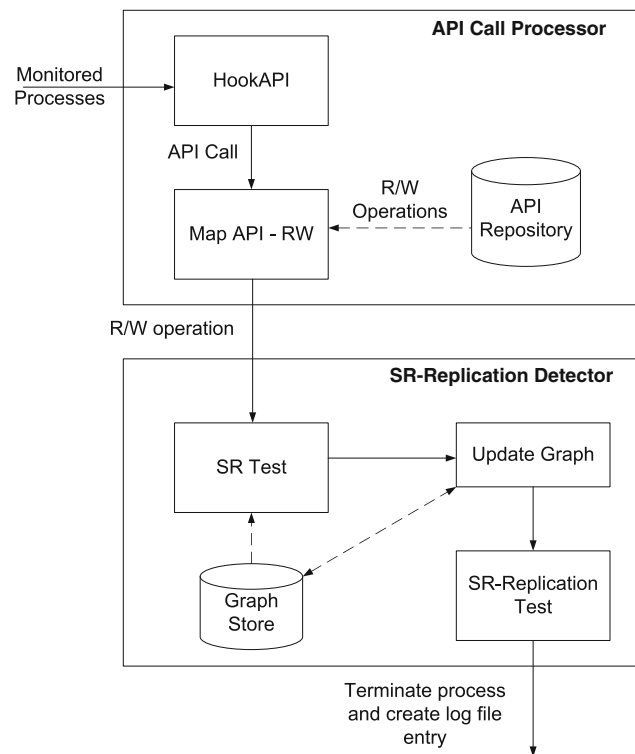 API Call Processor
Monitored
Processes
HookAPI
API Call
R/W
Operations
API
Repository
Map API - RW
R/W operation
SR-Replication Detector
SR Test
Update Graph
Graph
Store
SR-Replication
Test
Terminate process
and create log file
entry